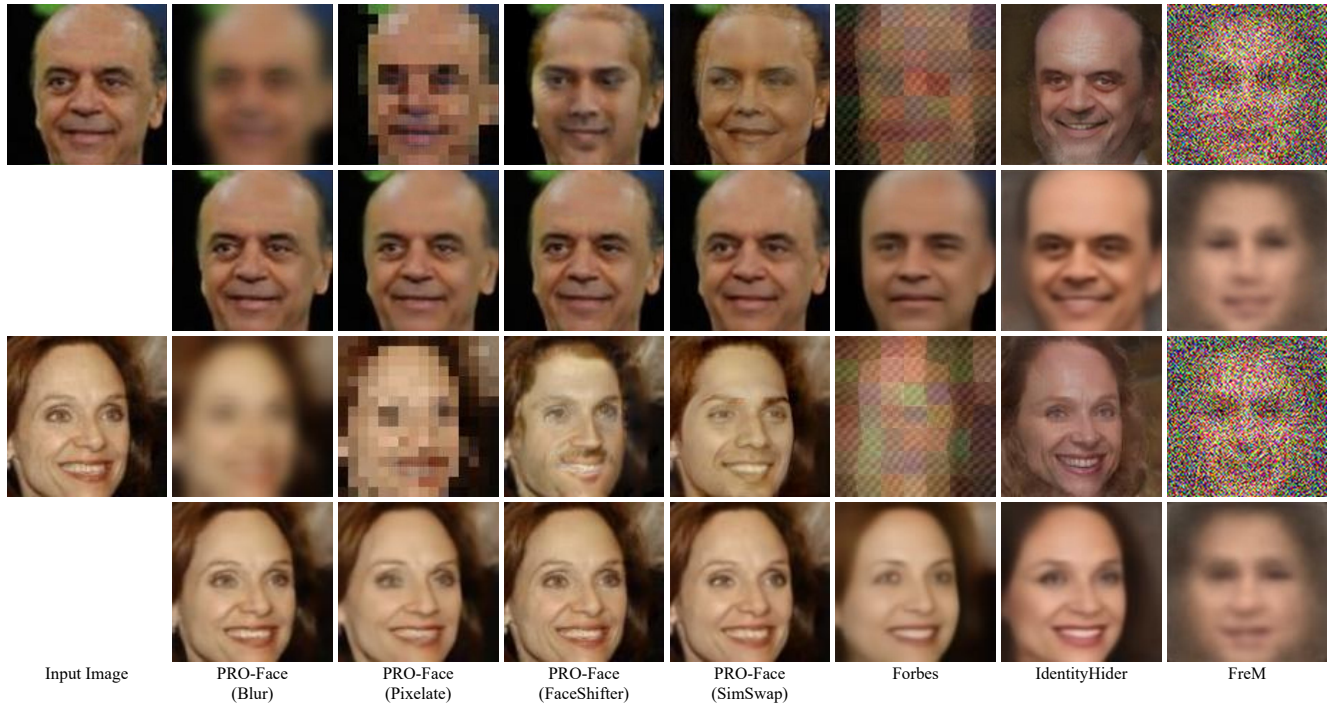 Input Image
PRO-Face
(Blur)
PRO-Face
(Pixelate)
PRO-Face
(FaceShifter)
PRO-Face
(SimSwap)
Forbes
IdentityHider
FreM